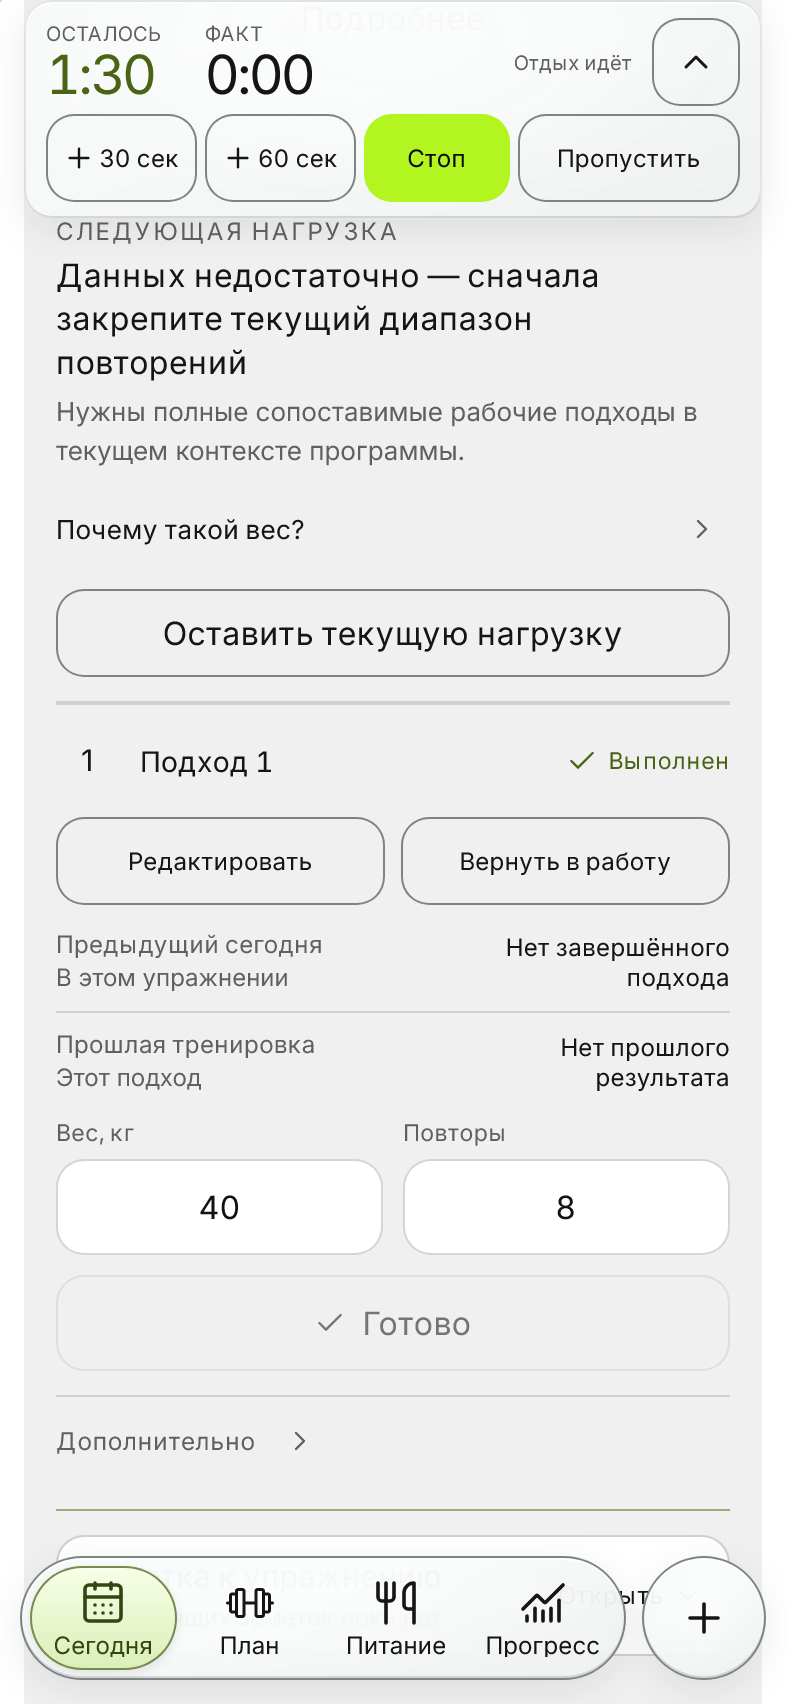 Подробнее
ОСТАЛОСЬ ФАКТ
1:30 0:00
Отдых идёт
+ 30 сек + 60 сек Стоп Пропустить
СЛЕДУЮЩАЯ НАГРУЗКА
Данных недостаточно — сначала
закрепите текущий диапазон
повторений
Нужны полные сопоставимые рабочие подходы в
текущем контексте программы.
Почему такой вес?
Оставить текущую нагрузку
1 Подход 1 Выполнен
Редактировать Вернуть в работу
Предыдущий сегодня
В этом упражнении
Нет завершённого
подхода
Прошлая тренировка
Этот подход
Нет прошлого
результата
Вес, кг Повторы
40 8
Готово
Дополнительно
к упражнению
Открыть
Сегодня План Питание Прогресс